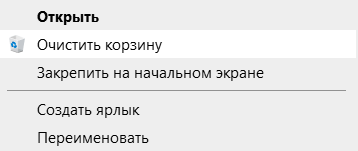 Открыть
Очистить корзину
Закрепить на начальном экране
Создать ярлык
Переименовать